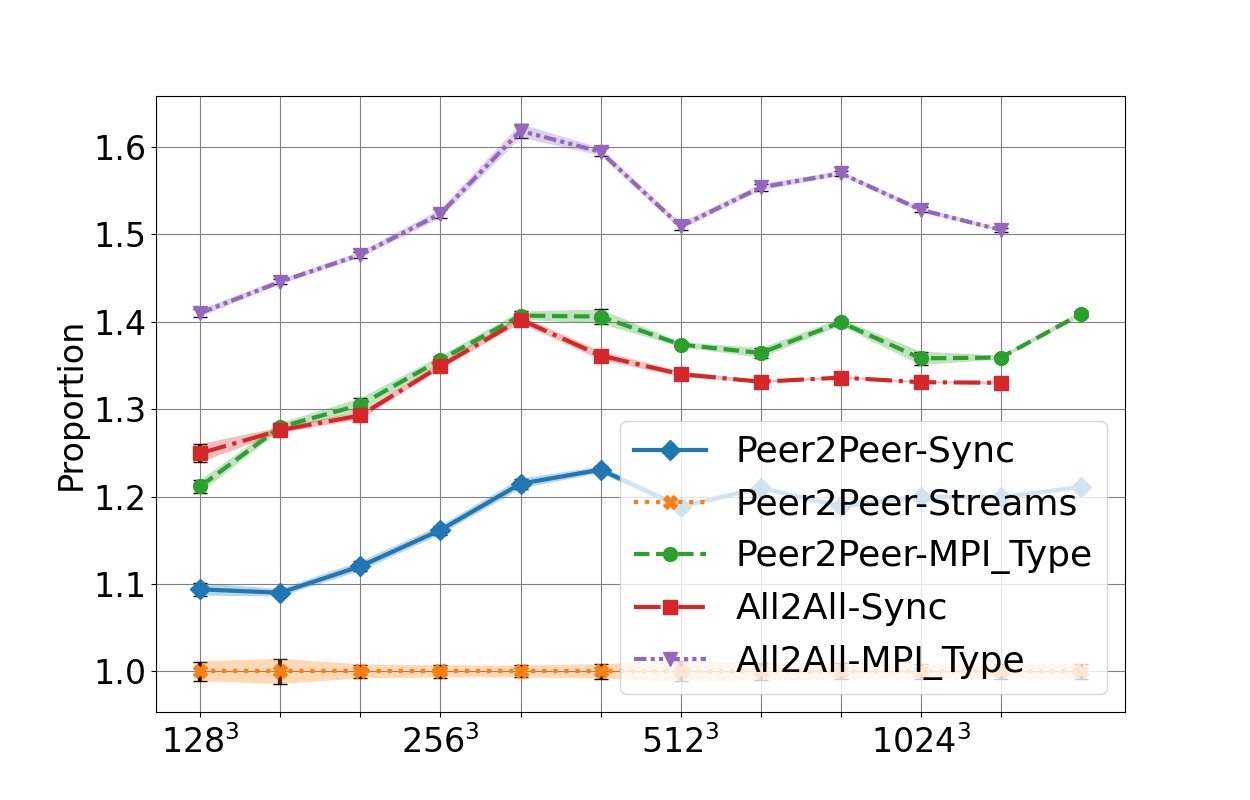 Proportion
1.6
1.5
1.4
1.3
1.2
1.1
1.0
128³
256³
512³
1024³
Peer2Peer-Sync
Peer2Peer-Streams
Peer2Peer-MPI_Type
All2All-Sync
All2All-MPI_Type